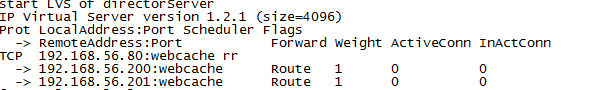 start LVS of directorServer
IP Virtual Server version 1.2.1 (size=4096)
Prot LocalAddress:Port Scheduler Flags
  -> RemoteAddress:Port           Forward Weight ActiveConn InActConn
TCP  192.168.56.80:webcache rr
  -> 192.168.56.200:webcache      Route   1      0          0
  -> 192.168.56.201:webcache      Route   1      0          0